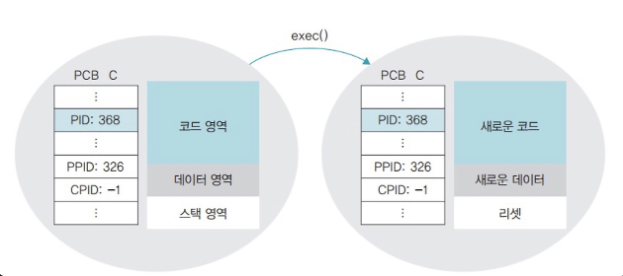 exec()
PCB C
⋮
PID: 368
⋮
PPID: 326
CPID: –1
⋮
코드 영역
데이터 영역
스택 영역
PCB C
⋮
PID: 368
⋮
PPID: 326
CPID: –1
⋮
새로운 코드
새로운 데이터
리셋